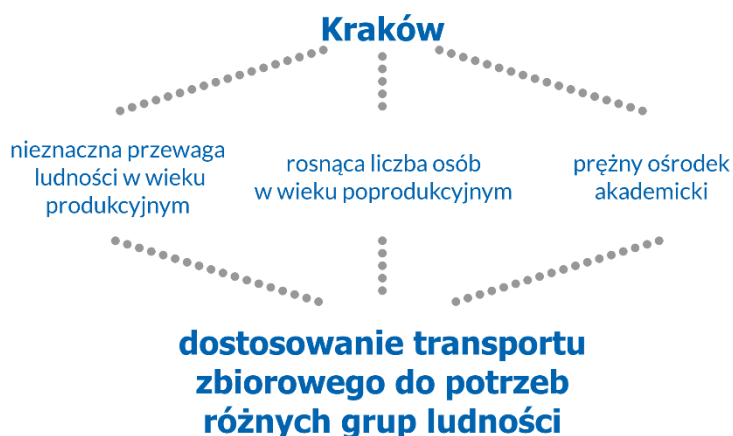 Kraków
nieznaczna przewaga
ludności w wieku
produkcyjnym
rosnąca liczba osób
w wieku poprodukcyjnym
prężny ośrodek
akademicki
dostosowanie transportu
zbiorowego do potrzeb
różnych grup ludności